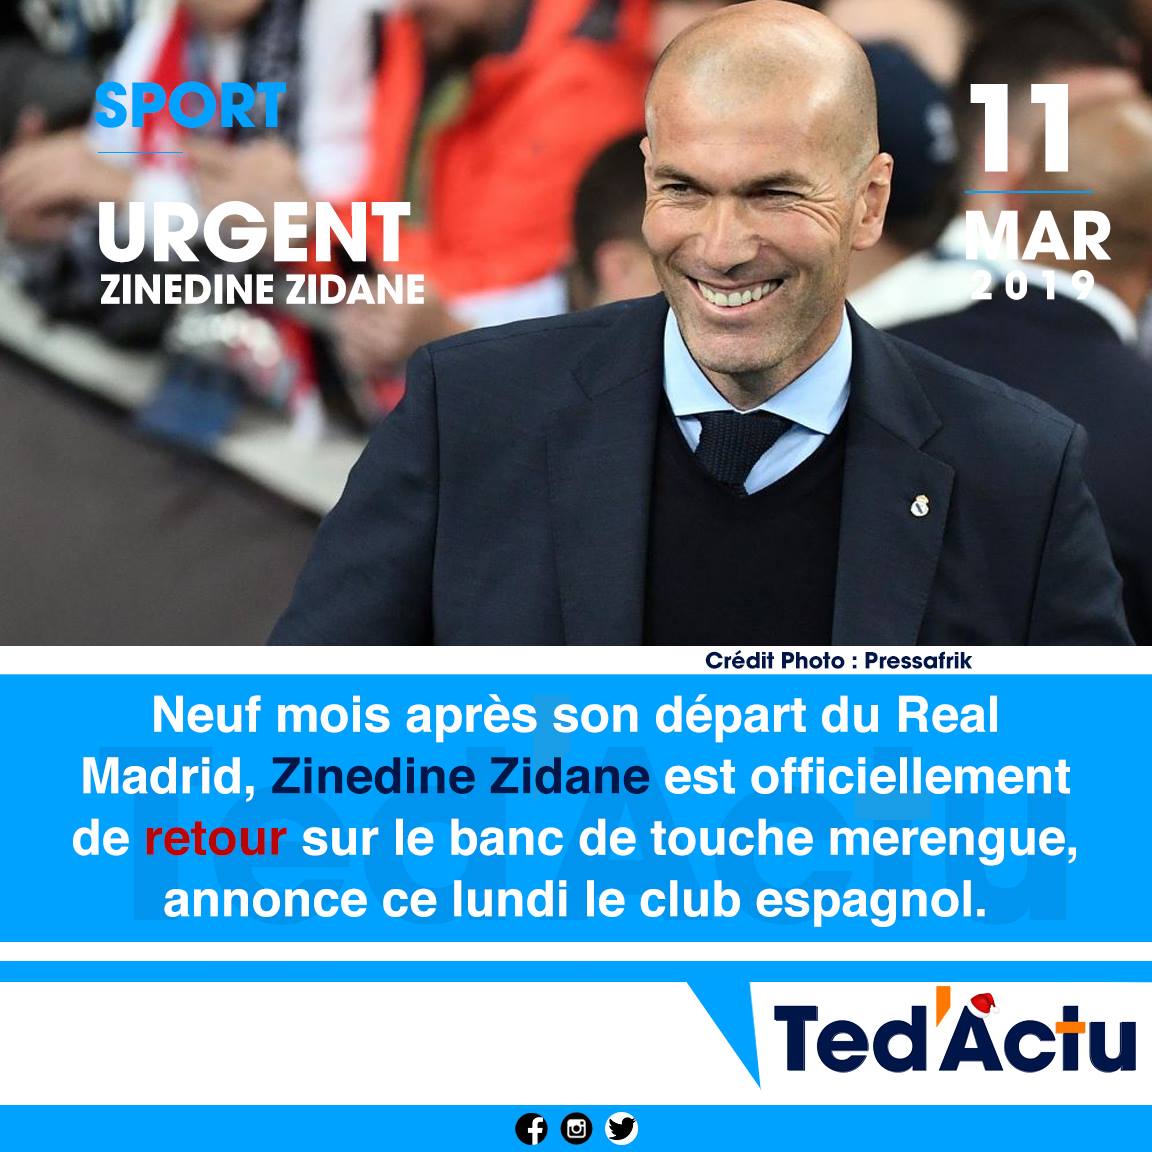 SPORT
URGENT
ZINEDINE ZIDANE
11
MAR
2019
Crédit Photo : Pressafrik
Neuf mois après son départ du Real
Madrid, Zinedine Zidane est officiellement
de retour sur le banc de touche merengue,
annonce ce lundi le club espagnol.
Ted'Actu
Ted'Actu